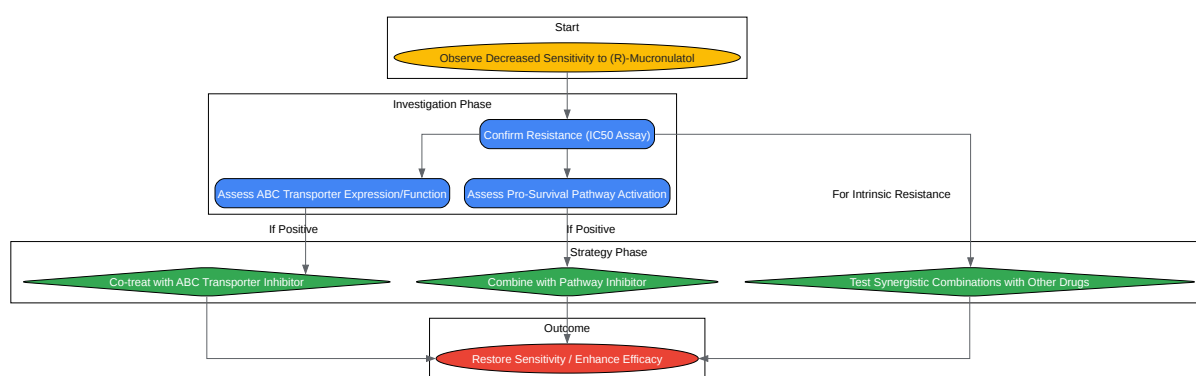 Start
Observe Decreased Sensitivity to (R)-Mucronulatol
Investigation Phase
Confirm Resistance (IC50 Assay)
Assess ABC Transporter Expression/Function
Assess Pro-Survival Pathway Activation
For Intrinsic Resistance
If Positive
If Positive
Strategy Phase
Co-treat with ABC Transporter Inhibitor
Combine with Pathway Inhibitor
Test Synergistic Combinations with Other Drugs
Outcome
Restore Sensitivity / Enhance Efficacy